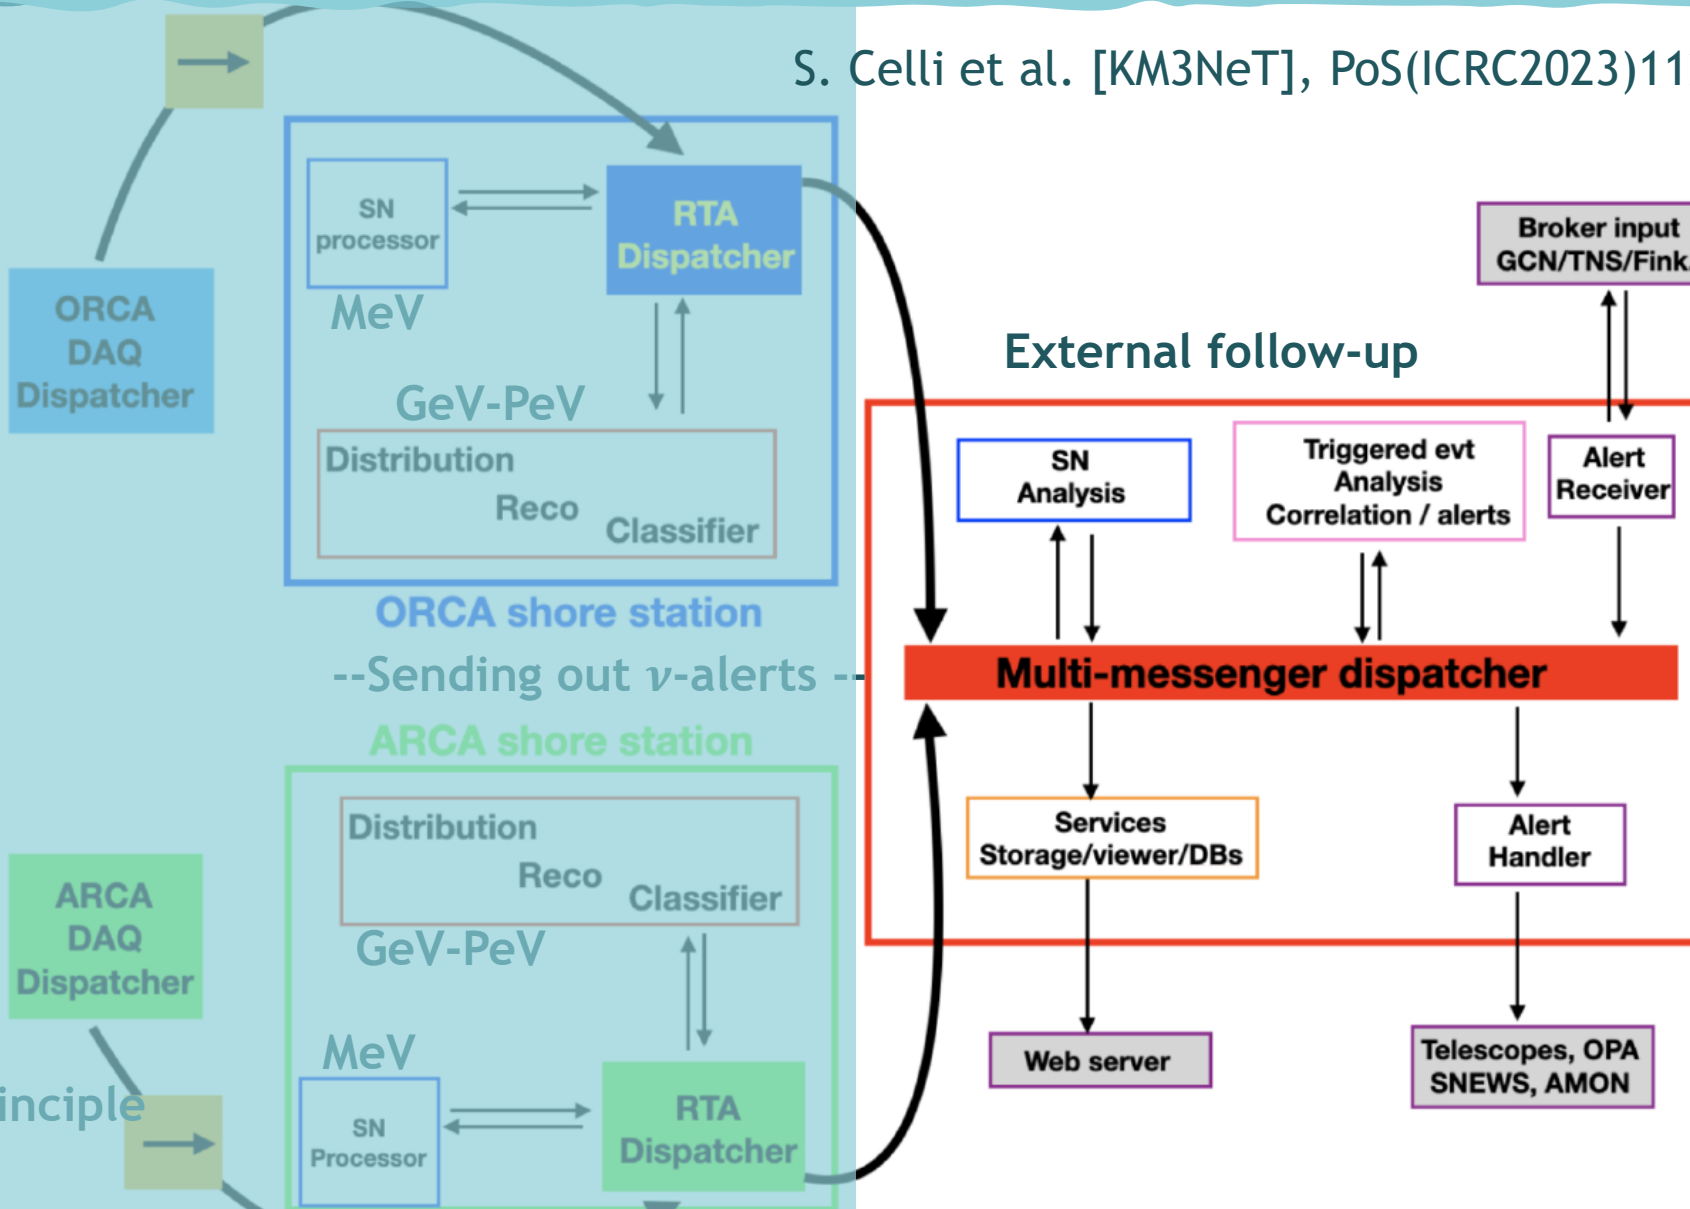 S. Celli et al. [KM3NeT], PoS(ICRC2023)11
SN
processor
MeV
RTA
Dispatcher
ORCA
DAQ
Dispatcher
GeV-PeV
Distribution
Reco
Classifier
ORCA shore station
--Sending out ν-alerts --
ARCA shore station
Distribution
Reco
Classifier
GeV-PeV
ARCA
DAQ
Dispatcher
MeV
inciple
SN
Processor
RTA
Dispatcher
Broker input
GCN/TNS/Fink.
External follow-up
SN
Analysis
Triggered evt
Analysis
Correlation / alerts
Alert
Receiver
Multi-messenger dispatcher
Services
Storage/viewer/DBs
Alert
Handler
Web server
Telescopes, OPA
SNEWS, AMON